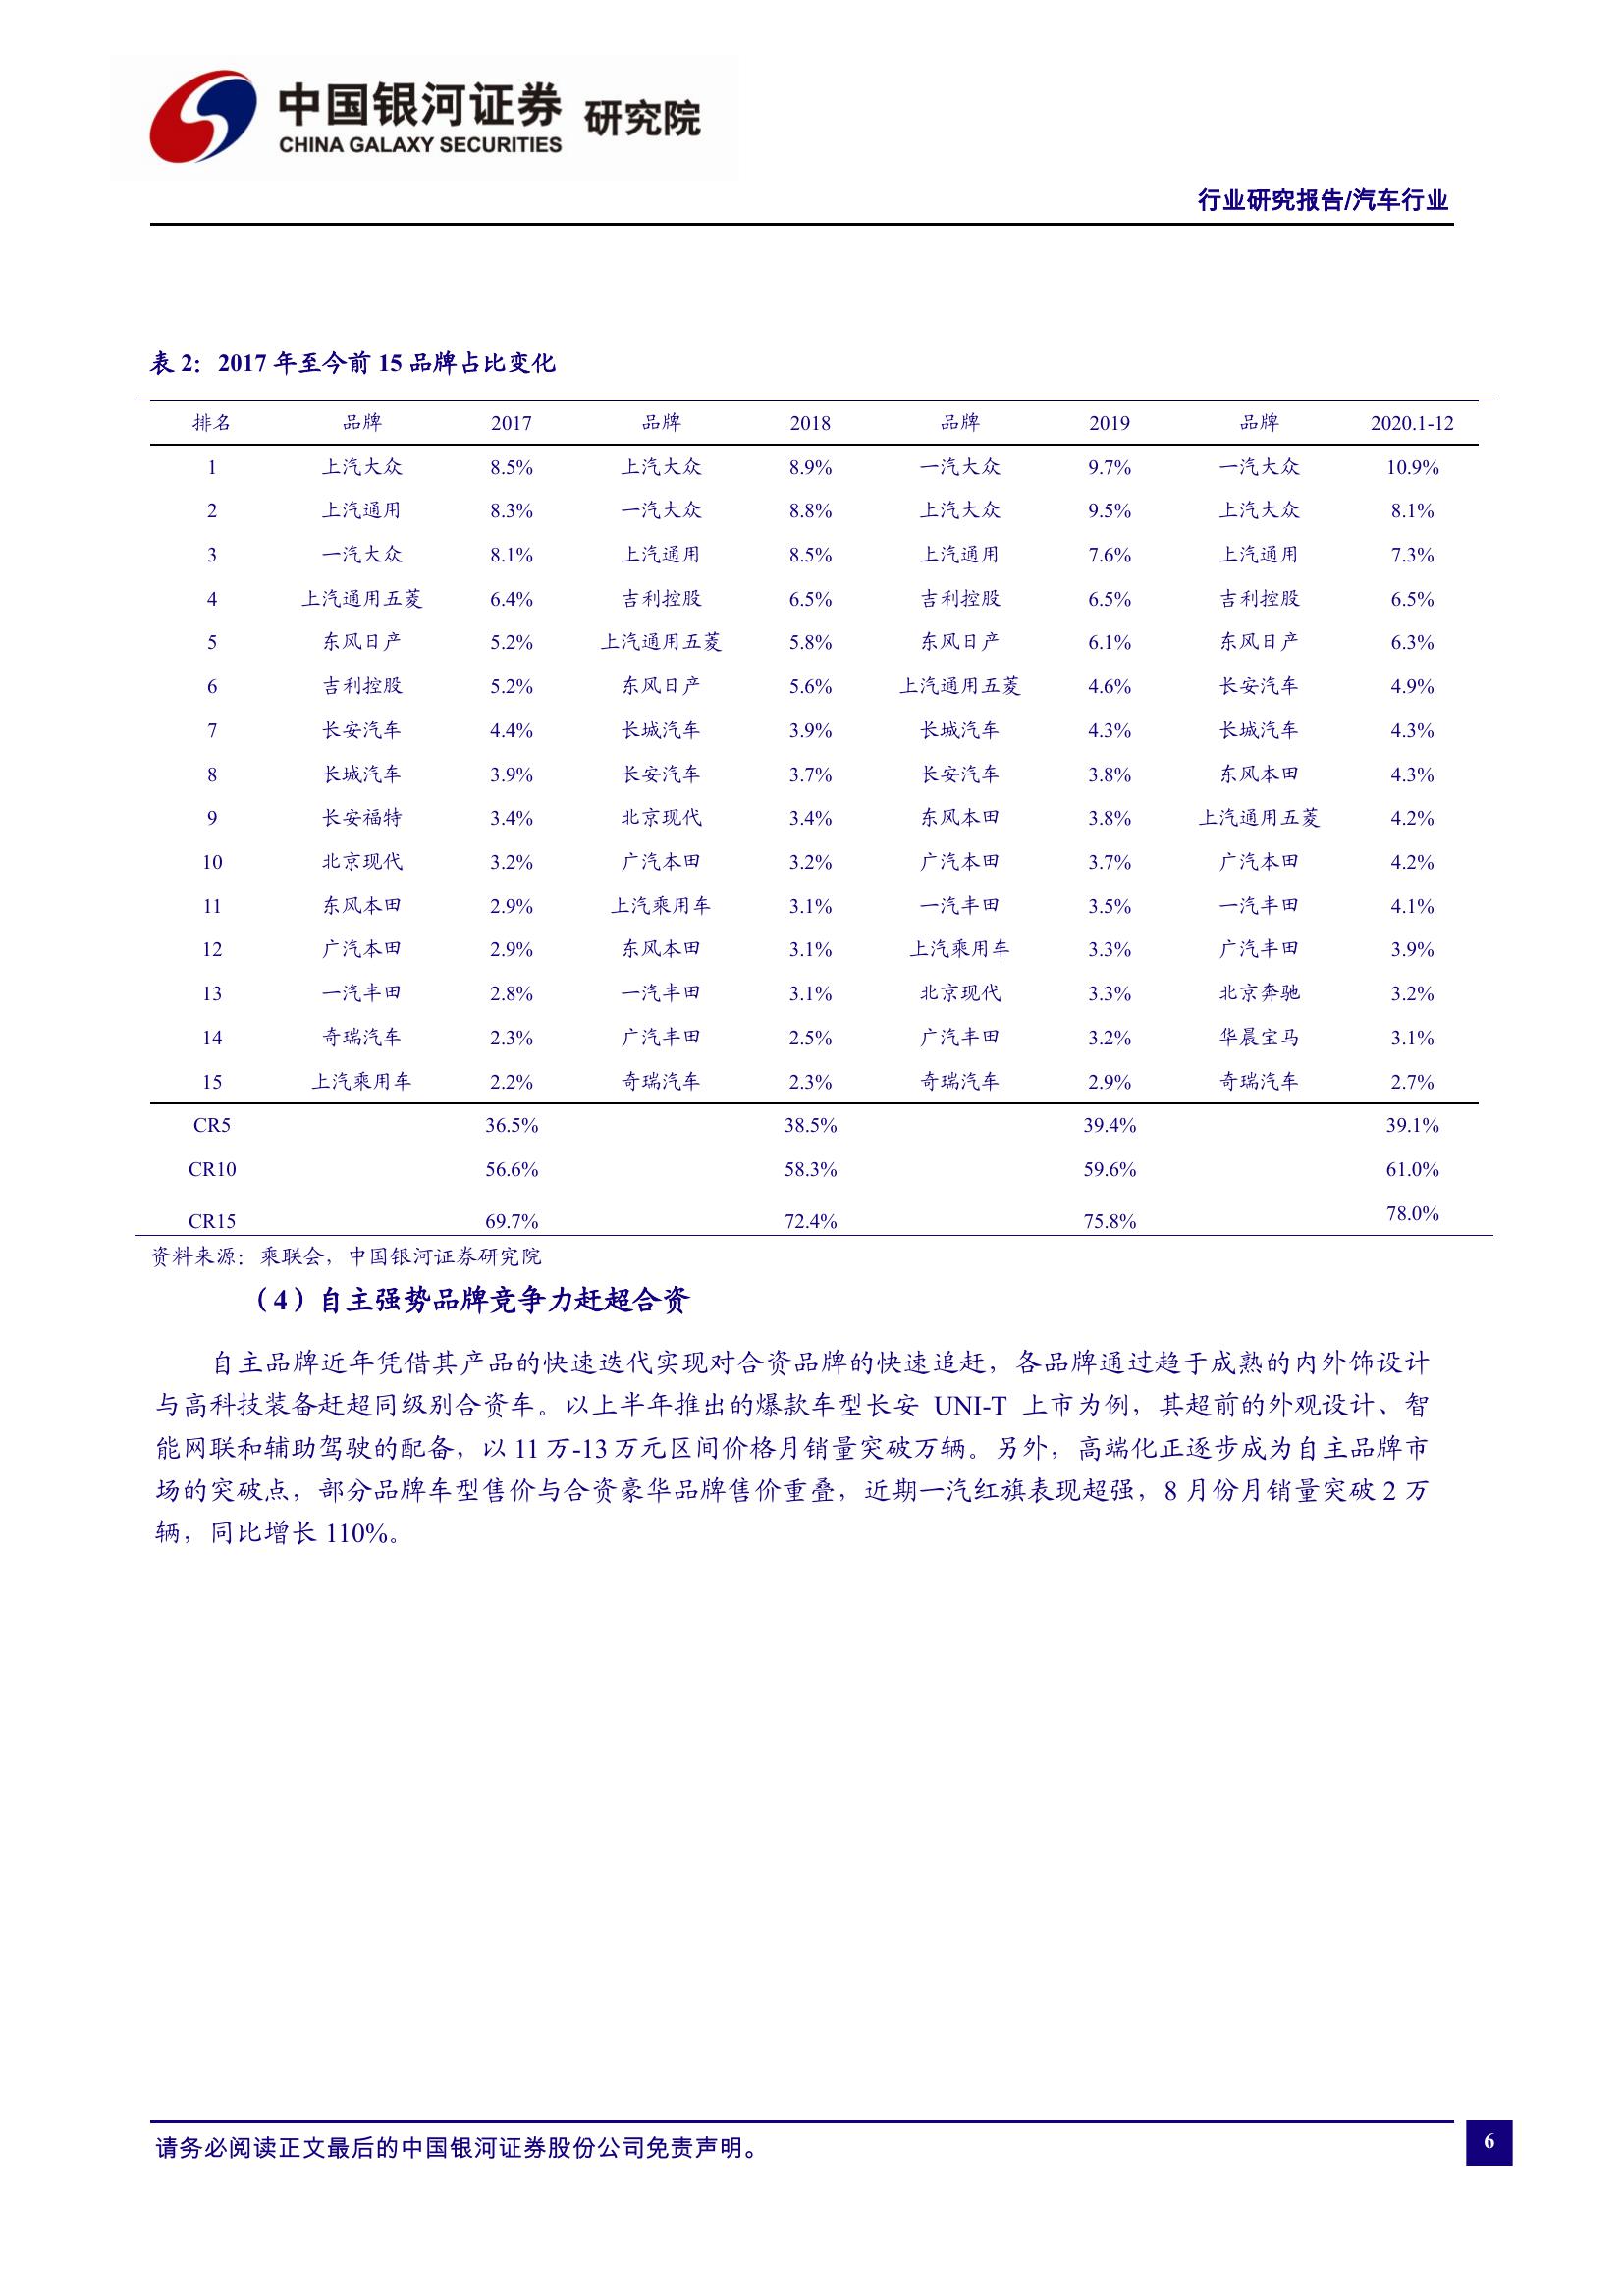 中国银河证券 研究院
CHINA GALAXY SECURITIES
行业研究报告/汽车行业
表 2：2017 年至今前 15 品牌占比变化
排名 品牌 2017 品牌 2018 品牌 2019 品牌 2020.1-12
1 上汽大众 8.5% 上汽大众 8.9% 一汽大众 9.7% 一汽大众 10.9%
2 上汽通用 8.3% 一汽大众 8.8% 上汽大众 9.5% 上汽大众 8.1%
3 一汽大众 8.1% 上汽通用 8.5% 上汽通用 7.6% 上汽通用 7.3%
4 上汽通用五菱 6.4% 吉利控股 6.5% 吉利控股 6.5% 吉利控股 6.5%
5 东风日产 5.2% 上汽通用五菱 5.8% 东风日产 6.1% 东风日产 6.3%
6 吉利控股 5.2% 东风日产 5.6% 上汽通用五菱 4.6% 长安汽车 4.9%
7 长安汽车 4.4% 长城汽车 3.9% 长城汽车 4.3% 长城汽车 4.3%
8 长城汽车 3.9% 长安汽车 3.7% 长安汽车 3.8% 东风本田 4.3%
9 长安福特 3.4% 北京现代 3.4% 东风本田 3.8% 上汽通用五菱 4.2%
10 北京现代 3.2% 广汽本田 3.2% 广汽本田 3.7% 广汽本田 4.2%
11 东风本田 2.9% 上汽乘用车 3.1% 一汽丰田 3.5% 一汽丰田 4.1%
12 广汽本田 2.9% 东风本田 3.1% 上汽乘用车 3.3% 广汽丰田 3.9%
13 一汽丰田 2.8% 一汽丰田 3.1% 北京现代 3.3% 北京奔驰 3.2%
14 奇瑞汽车 2.3% 广汽丰田 2.5% 广汽丰田 3.2% 华晨宝马 3.1%
15 上汽乘用车 2.2% 奇瑞汽车 2.3% 奇瑞汽车 2.9% 奇瑞汽车 2.7%
CR5 36.5% 38.5% 39.4% 39.1%
CR10 56.6% 58.3% 59.6% 61.0%
CR15 69.7% 72.4% 75.8% 78.0%
资料来源：乘联会，中国银河证券研究院
（4）自主强势品牌竞争力赶超合资
自主品牌近年凭借其产品的快速迭代实现对合资品牌的快速追赶，各品牌通过趋于成熟的内外饰设计
与高科技装备赶超同级别合资车。以上半年推出的爆款车型长安 UNI-T 上市为例，其超前的外观设计、智
能网联和辅助驾驶的配备，以 11 万-13 万元区间价格月销量突破万辆。另外，高端化正逐步成为自主品牌市
场的突破点，部分品牌车型售价与合资豪华品牌售价重叠，近期一汽红旗表现超强，8 月份月销量突破 2 万
辆，同比增长 110%。
请务必阅读正文最后的中国银河证券股份公司免责声明。
6